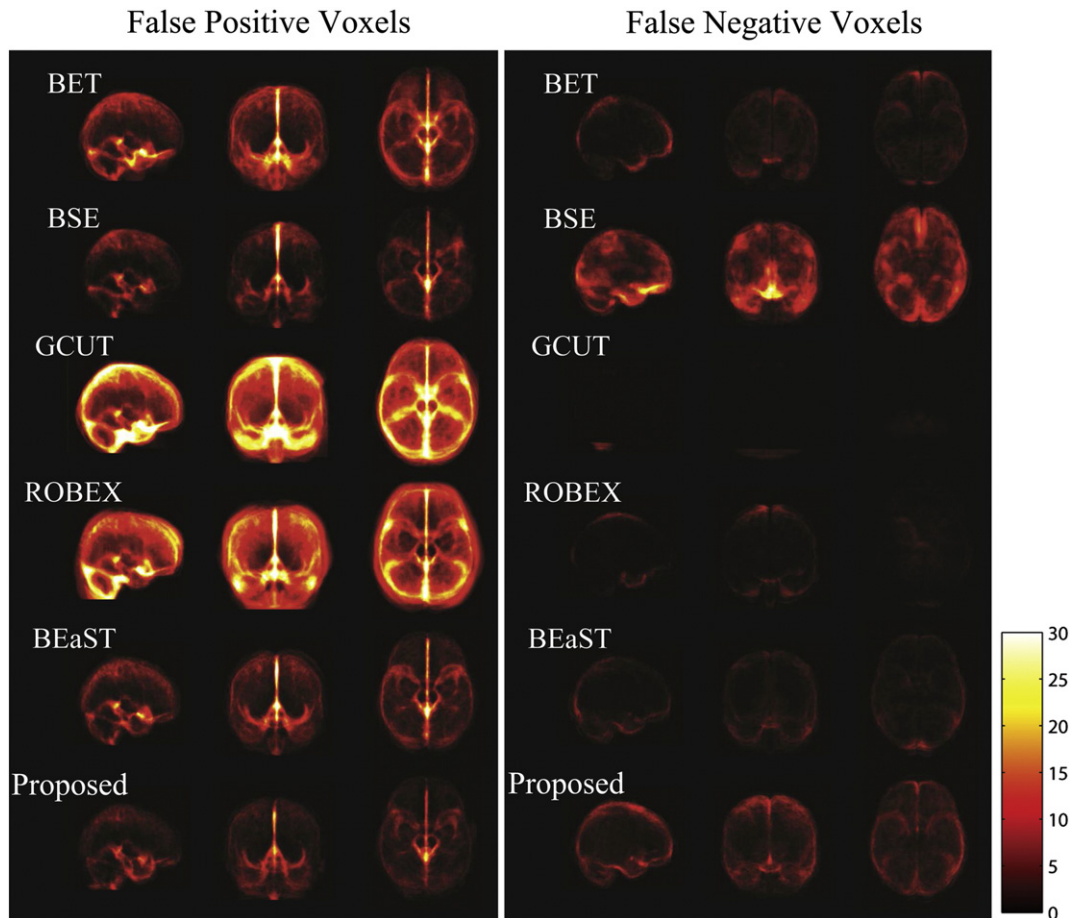 False Positive Voxels
False Negative Voxels
BET
BET
BSE
BSE
GCUT
GCUT
ROBEX
ROBEX
BEaST
BEaST
Proposed
Proposed
30
25
20
15
10
5
0